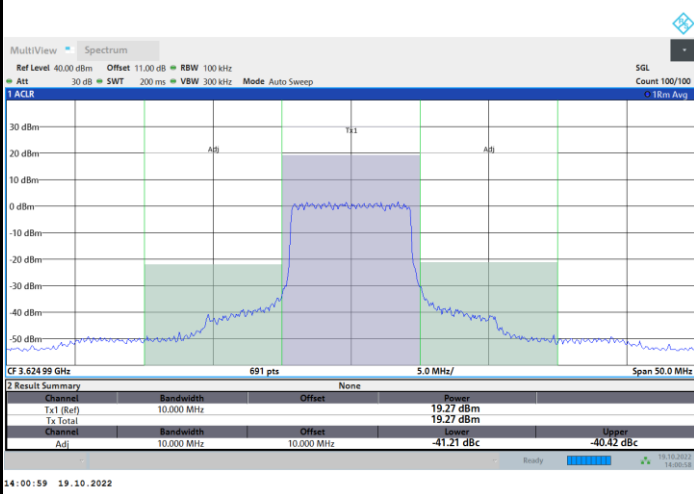 MultiView Spectrum
Ref Level 40.00 dBm Offset 11.00 dB RBW 100 kHz SGL
Att 30 dB SWT 200 ms VBW 300 kHz Mode Auto Sweep Count 100/100
1 ACLR 1Rm Avg
30 dBm
Tx1
20 dBm
Adj Adj
10 dBm
0 dBm
-10 dBm
-20 dBm
-30 dBm
-40 dBm
-50 dBm
CF 3.624 99 GHz 691 pts 5.0 MHz/ Span 50.0 MHz
2 Result Summary None
Channel Bandwidth Offset Power
Tx1 (Ref) 10.000 MHz 19.27 dBm
Tx Total 19.27 dBm
Channel Bandwidth Offset Lower Upper
Adj 10.000 MHz 10.000 MHz -41.21 dBc -40.42 dBc
Ready 19.10.2022
14:00:58
14:00:59 19.10.2022